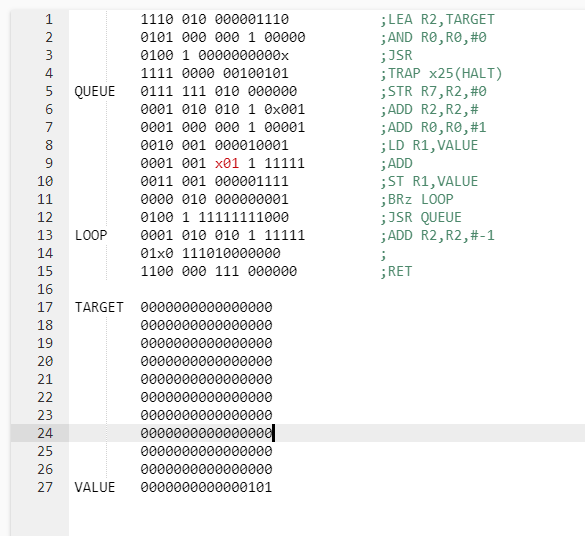 1 1110 010 000001110 ;LEA R2,TARGET
2 0101 000 000 1 00000 ;AND R0,R0,#0
3 0100 1 0000000000x ;JSR
4 1111 0000 00100101 ;TRAP x25(HALT)
5 QUEUE 0111 111 010 000000 ;STR R7,R2,#0
6 0001 010 010 1 0x001 ;ADD R2,R2,#
7 0001 000 000 1 00001 ;ADD R0,R0,#1
8 0010 001 000010001 ;LD R1,VALUE
9 0001 001 x01 1 11111 ;ADD
10 0011 001 000001111 ;ST R1,VALUE
11 0000 010 000000001 ;BRz LOOP
12 0100 1 11111111000 ;JSR QUEUE
13 LOOP 0001 010 010 1 11111 ;ADD R2,R2,#-1
14 01x0 111010000000 ;
15 1100 000 111 000000 ;RET
16
17 TARGET 0000000000000000
18 0000000000000000
19 0000000000000000
20 0000000000000000
21 0000000000000000
22 0000000000000000
23 0000000000000000
24 0000000000000000
25 0000000000000000
26 0000000000000000
27 VALUE 0000000000000101